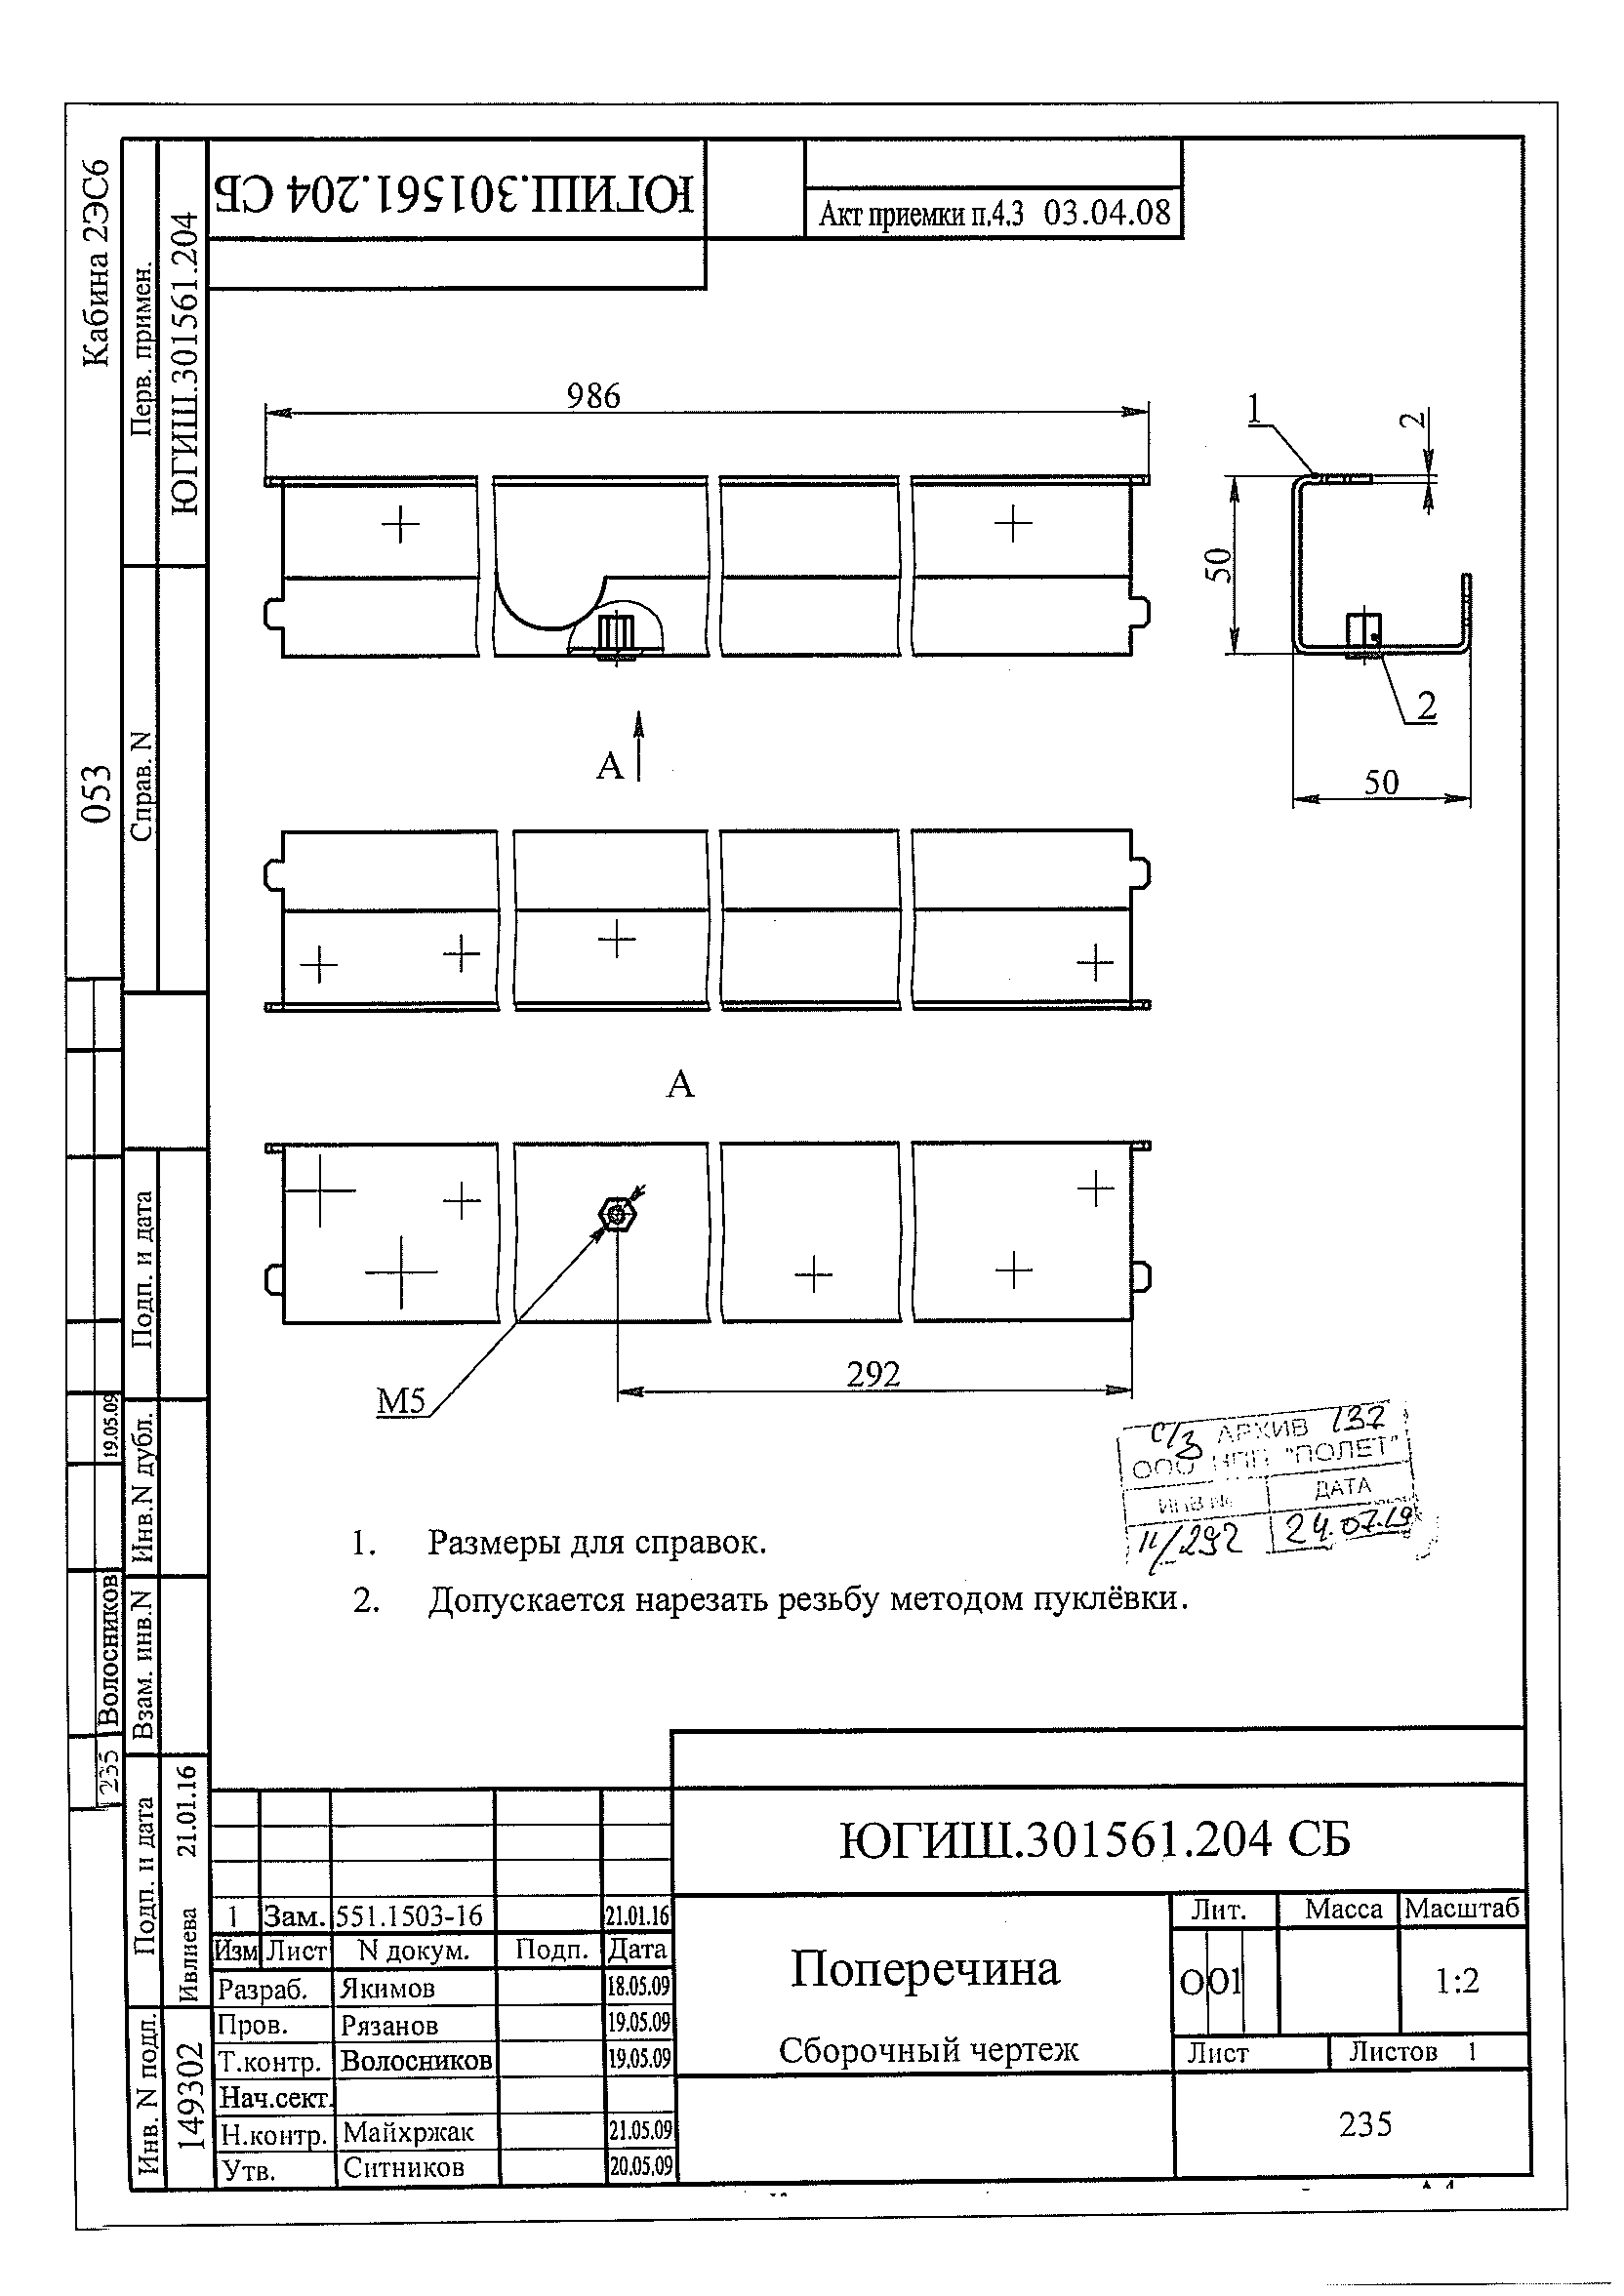 ЮГИШ.301561.204 СБ
Акт приемки п.4.3 03.04.08
Кабина 2ЭС6
Перв. примен.
ЮГИШ.301561.204
053
Справ. N
986
1
2
50
2
50
А
А
М5
292
С/З АРХИВ 137
ООО НПП "ПОЛЕТ"
ИНВ № ДАТА
11/292 24.07.19
1. Размеры для справок.
2. Допускается нарезать резьбу методом пуклёвки.
Подп. и дата
Инв.N дубл.
19.05.09
Взам. инв.N
Волосников
235
Подп. и дата
Ивлиева 21.01.16
Инв. N подл.
149302
ЮГИШ.301561.204 СБ
1 Зам. 551.1503-16 21.01.16
Изм Лист N докум. Подп. Дата
Разраб. Якимов 18.05.09
Пров. Рязанов 19.05.09
Т.контр. Волосников 19.05.09
Нач.сект.
Н.контр. Майхржак 21.05.09
Утв. Ситников 20.05.09
Поперечина
Сборочный чертеж
Лит. Масса Масштаб
О О1 1:2
Лист Листов 1
235